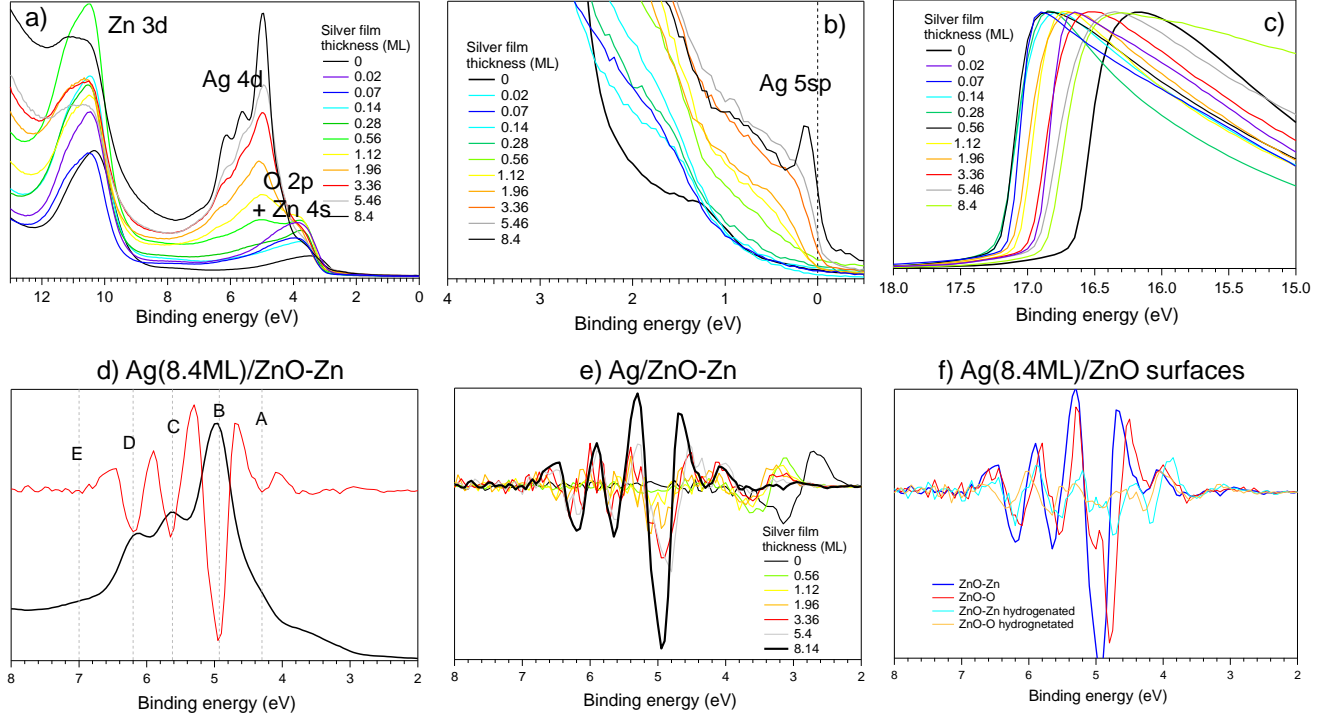 a)
Zn 3d
Ag 4d
O 2p
+ Zn 4s
Silver film
thickness (ML)
0
0.02
0.07
0.14
0.28
0.56
1.12
1.96
3.36
5.46
8.4
12
10
8
6
4
2
0
Binding energy (eV)
b)
Ag 5sp
Silver film
thickness (ML)
0
0.02
0.07
0.14
0.28
0.56
1.12
1.96
3.36
5.46
8.4
4
3
2
1
0
Binding energy (eV)
c)
Silver film
thickness (ML)
0
0.02
0.07
0.14
0.28
0.56
1.12
1.96
3.36
5.46
8.4
18.0
17.5
17.0
16.5
16.0
15.5
15.0
Binding energy (eV)
d) Ag(8.4ML)/ZnO-Zn
E
D
C
B
A
8
7
6
5
4
3
2
Binding energy (eV)
e) Ag/ZnO-Zn
Silver film
thickness (ML)
0
0.56
1.12
1.96
3.36
5.4
8.14
8
7
6
5
4
3
2
Binding energy (eV)
f) Ag(8.4ML)/ZnO surfaces
ZnO-Zn
ZnO-O
ZnO-Zn hydrogenated
ZnO-O hydrognetated
8
7
6
5
4
3
2
Binding energy (eV)